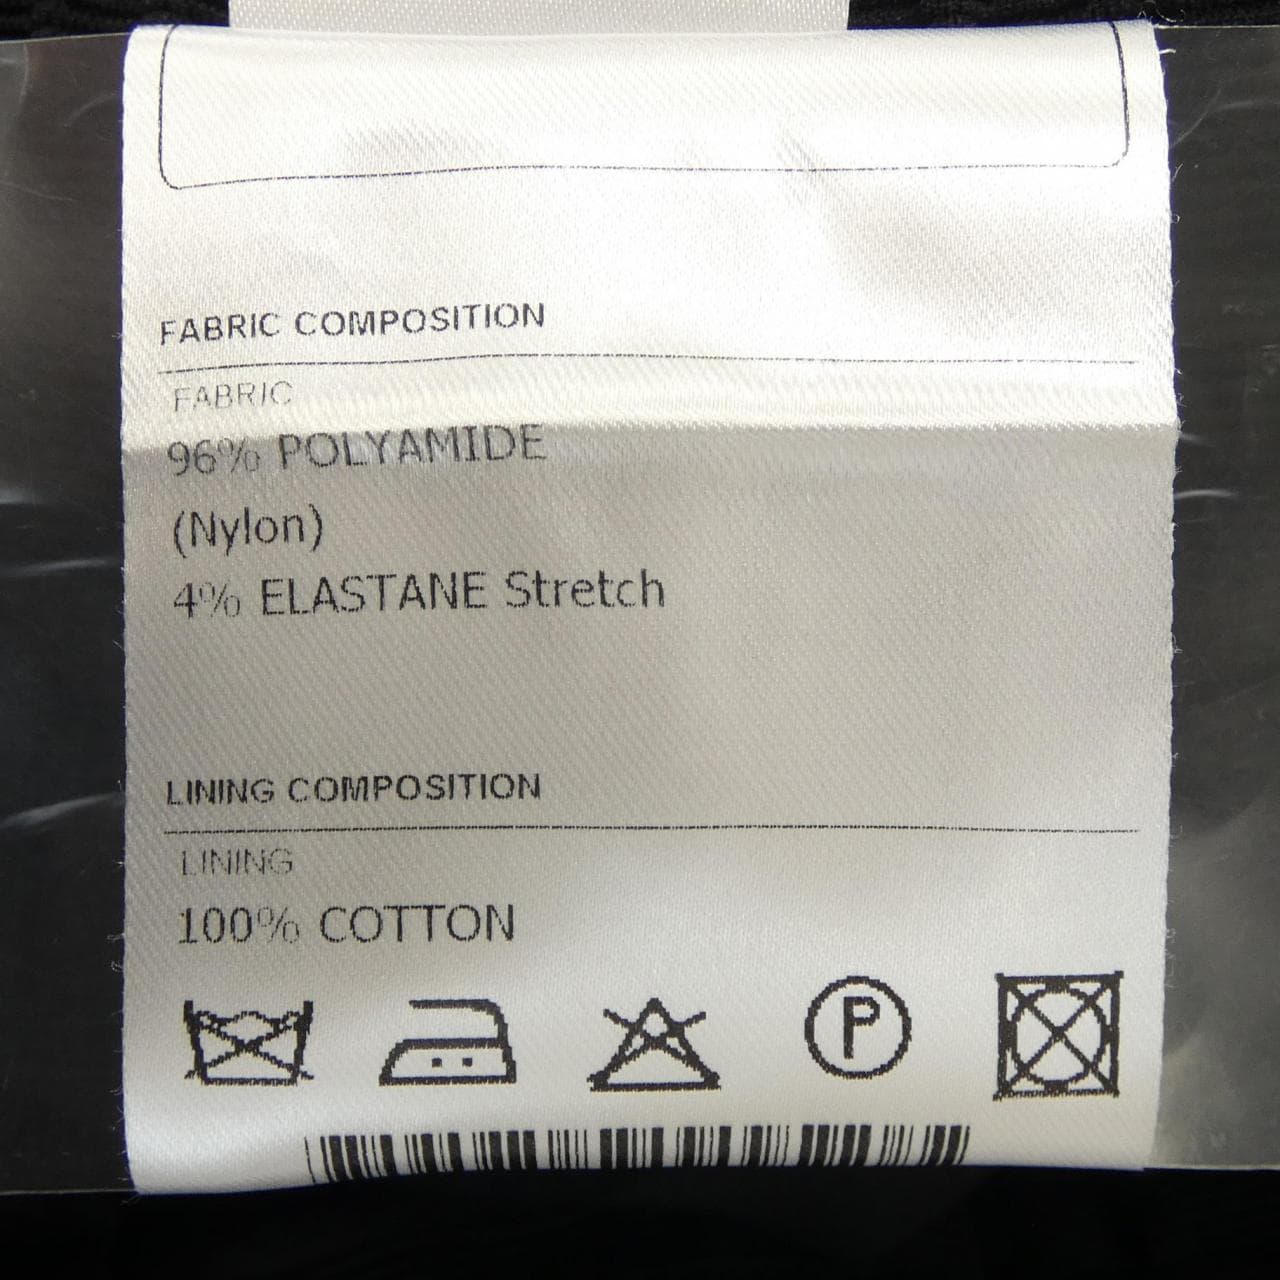 FABRIC COMPOSITION
FABRIC
96% POLYAMIDE
(Nylon)
4% ELASTANE Stretch
LINING COMPOSITION
LINING
100% COTTON
P